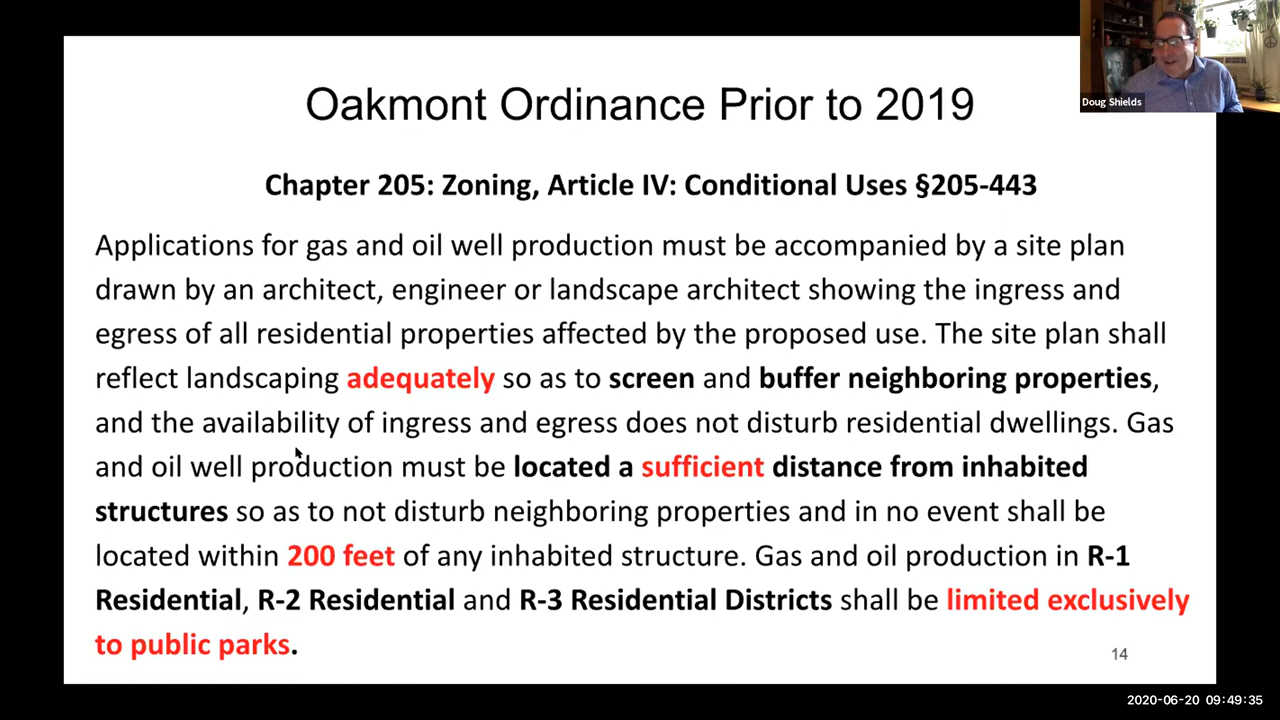 Oakmont Ordinance Prior to 2019
Doug Shields
Chapter 205: Zoning, Article IV: Conditional Uses §205-443
Applications for gas and oil well production must be accompanied by a site plan
drawn by an architect, engineer or landscape architect showing the ingress and
egress of all residential properties affected by the proposed use. The site plan shall
reflect landscaping adequately so as to screen and buffer neighboring properties,
and the availability of ingress and egress does not disturb residential dwellings. Gas
and oil well production must be located a sufficient distance from inhabited
structures so as to not disturb neighboring properties and in no event shall be
located within 200 feet of any inhabited structure. Gas and oil production in R-1
Residential, R-2 Residential and R-3 Residential Districts shall be limited exclusively
to public parks.
14
2020-06-20 09:49:35